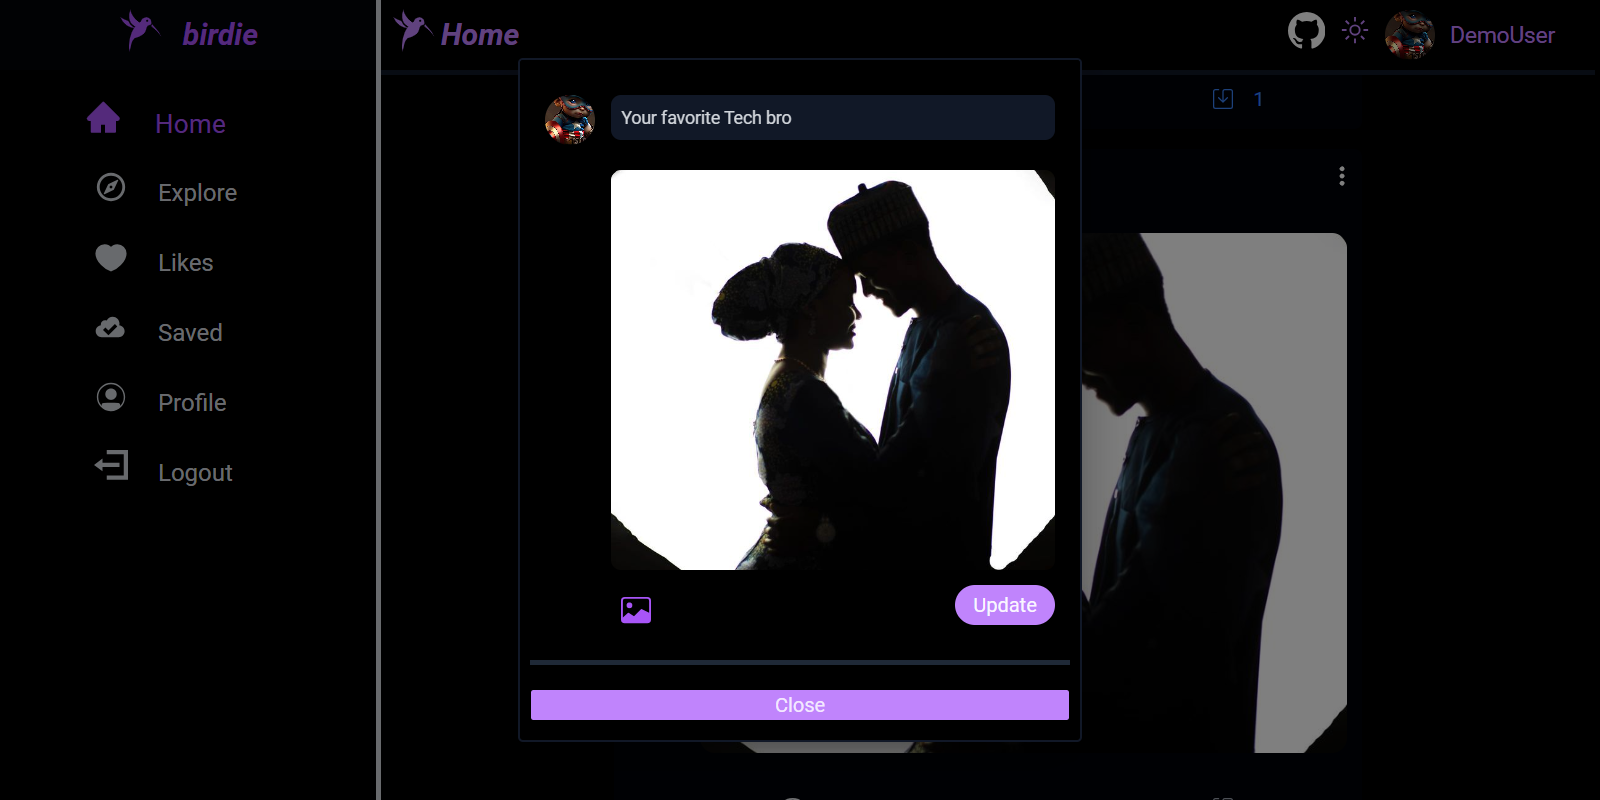 birdie
Home
DemoUser
Home
Explore
Likes
Saved
Profile
Logout
1
Your favorite Tech bro
Update
Close